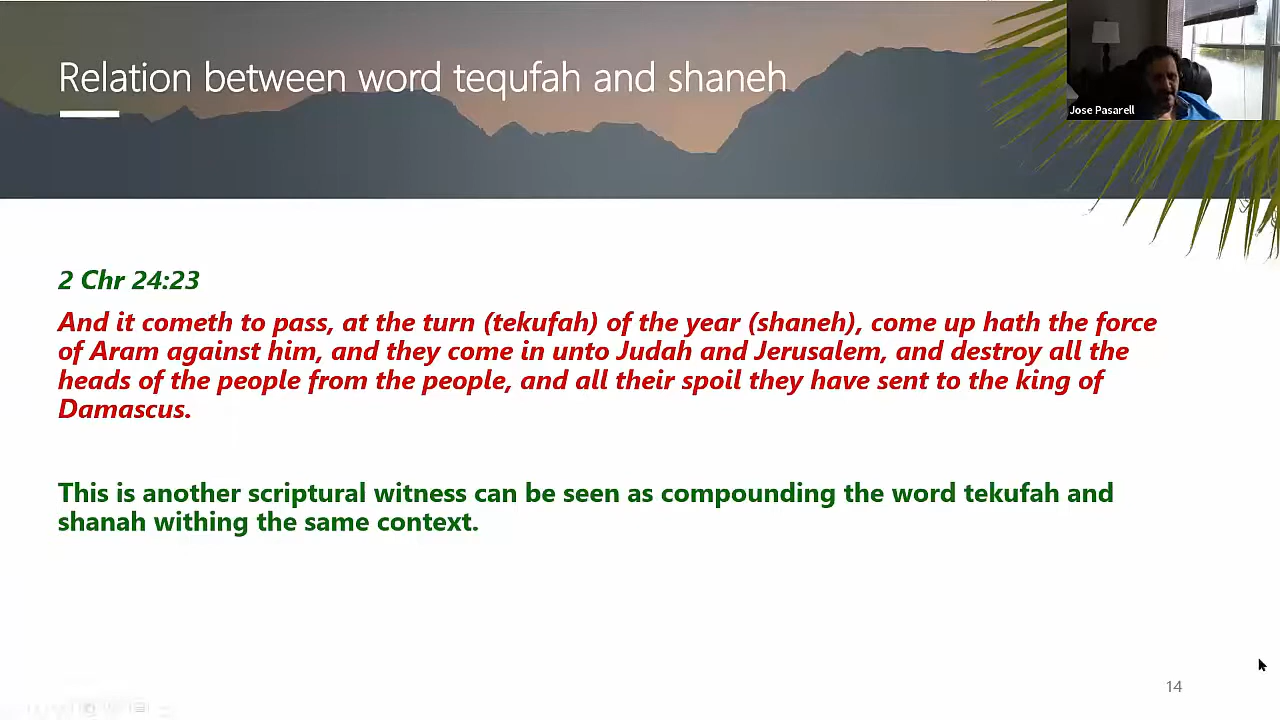 Relation between word tequfah and shaneh
Jose Pasarell
2 Chr 24:23
And it cometh to pass, at the turn (tekufah) of the year (shaneh), come up hath the force
of Aram against him, and they come in unto Judah and Jerusalem, and destroy all the
heads of the people from the people, and all their spoil they have sent to the king of
Damascus.
This is another scriptural witness can be seen as compounding the word tekufah and
shanah withing the same context.
14